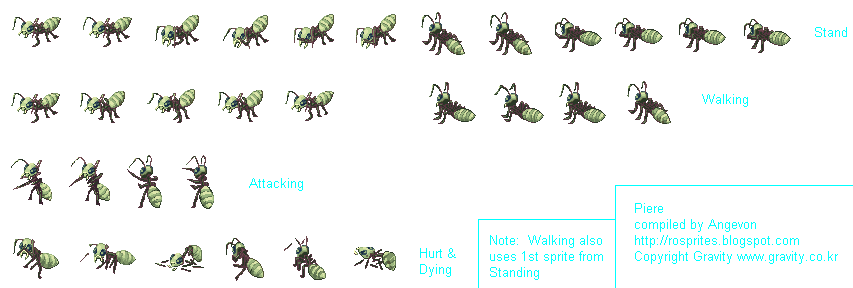 Stand
Walking
Attacking
Hurt &
Dying
Note:  Walking also
uses 1st sprite from
Standing
Piere
compiled by Angevon
http://rosprites.blogspot.com
Copyright Gravity www.gravity.co.kr